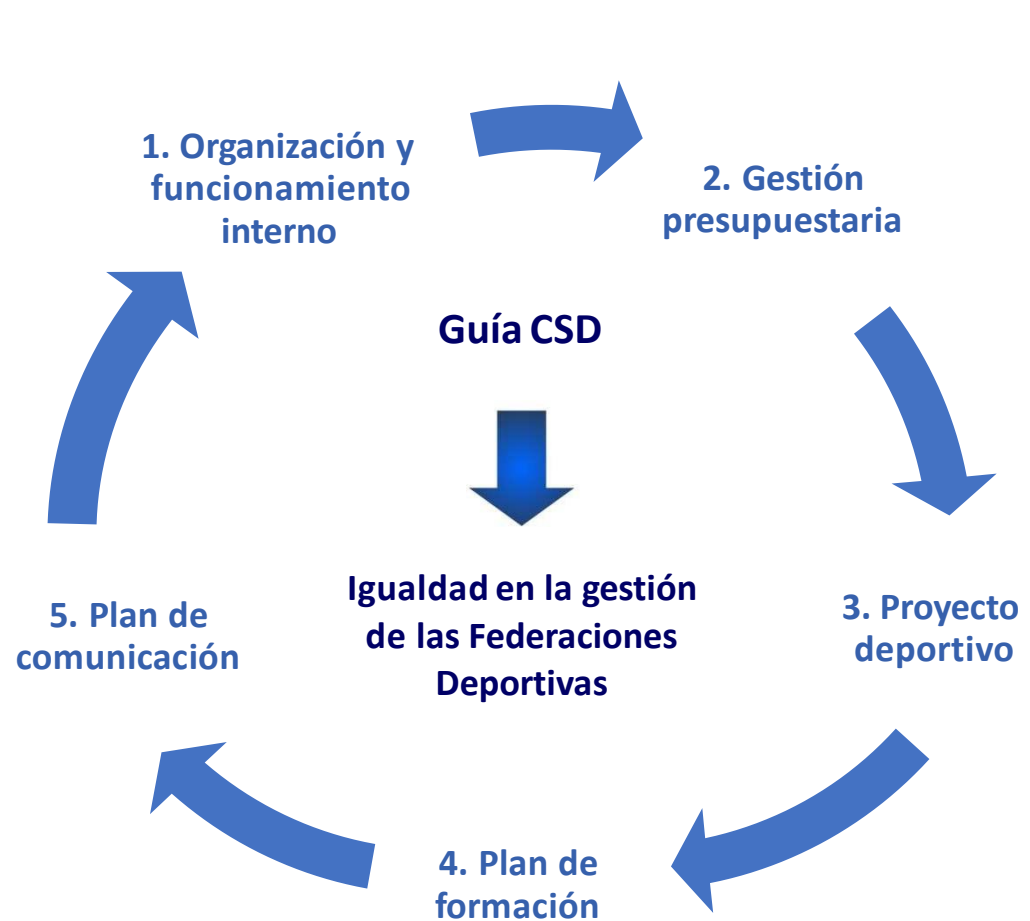 1. Organización y
funcionamiento
interno
2. Gestión
presupuestaria
Guía CSD
Igualdad en la gestión
de las Federaciones
Deportivas
3. Proyecto
deportivo
4. Plan de
formación
5. Plan de
comunicación